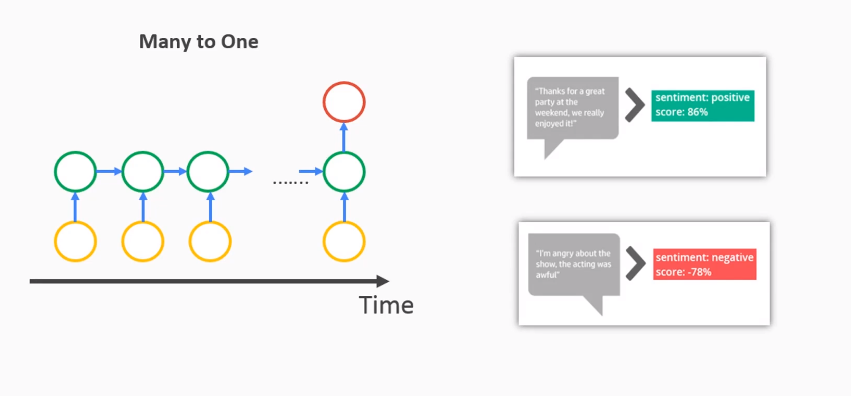 Many to One
"Thanks for a great
party at the
weekend, we really
enjoyed it!"
sentiment: positive
score: 86%
.......
Time
"I'm angry about the
show, the acting was
awful"
sentiment: negative
score: -78%